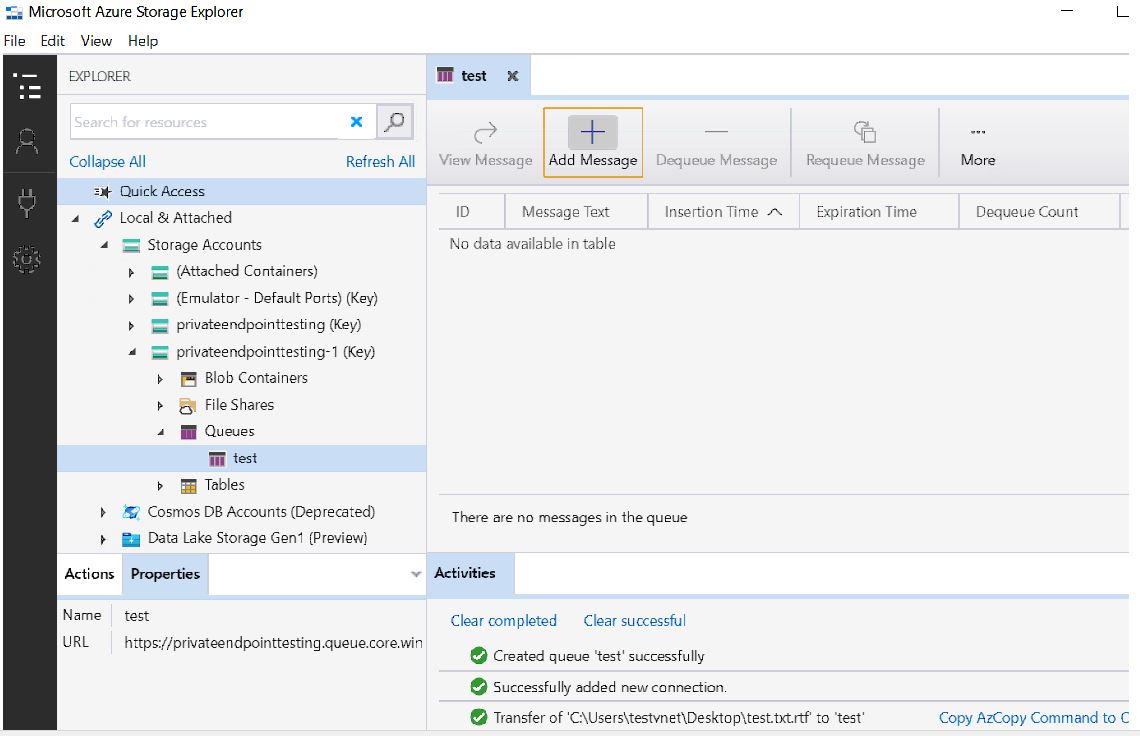 Microsoft Azure Storage Explorer
File Edit View Help
EXPLORER
Search for resources
Collapse All Refresh All
Quick Access
Local & Attached
Storage Accounts
(Attached Containers)
(Emulator - Default Ports) (Key)
privateendpointtesting (Key)
privateendpointtesting-1 (Key)
Blob Containers
File Shares
Queues
test
Tables
Cosmos DB Accounts (Deprecated)
Data Lake Storage Gen1 (Preview)
Actions Properties
Name test
URL https://privateendpointtesting.queue.core.win
test
View Message Add Message Dequeue Message Requeue Message More
ID Message Text Insertion Time Expiration Time Dequeue Count
No data available in table
There are no messages in the queue
Activities
Clear completed Clear successful
Created queue 'test' successfully
Successfully added new connection.
Transfer of 'C:\Users\testvnet\Desktop\test.txt.rtf' to 'test' Copy AzCopy Command to C